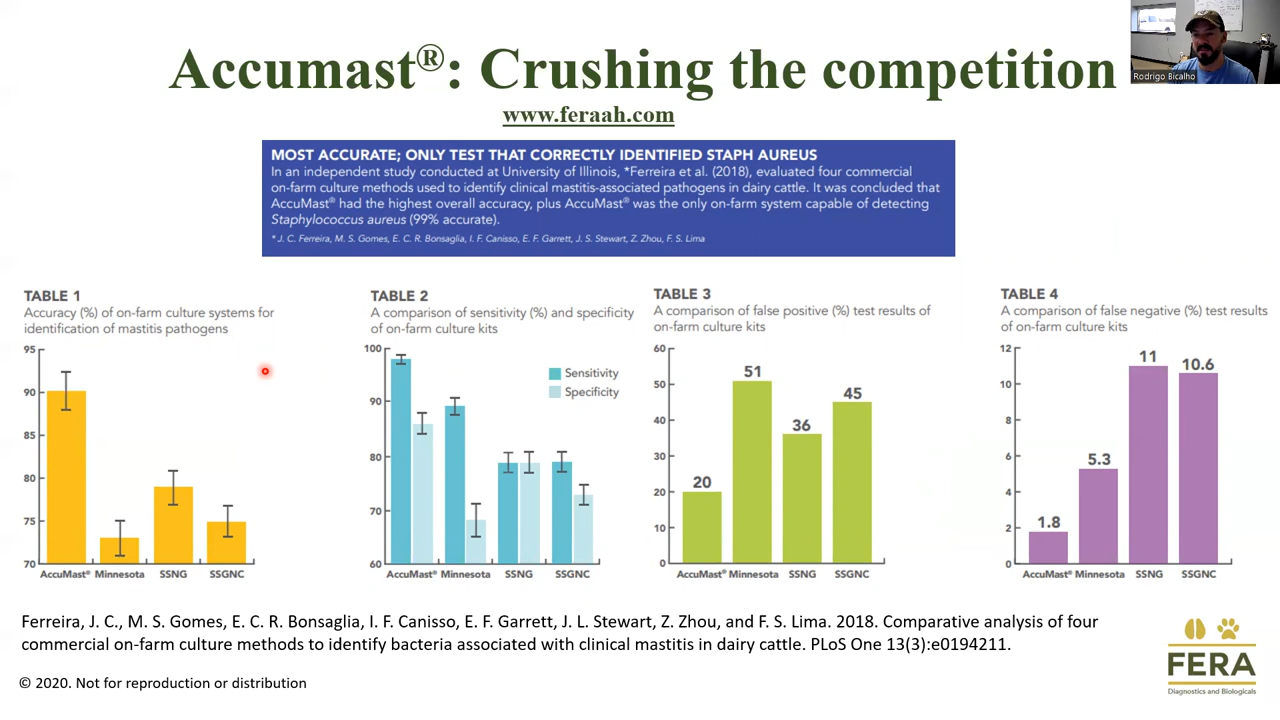 Accumast®: Crushing the competition
www.feraah.com
Rodrigo Bicalho
MOST ACCURATE; ONLY TEST THAT CORRECTLY IDENTIFIED STAPH AUREUS
In an independent study conducted at University of Illinois, *Ferreira et al. (2018), evaluated four commercial
on-farm culture methods used to identify clinical mastitis-associated pathogens in dairy cattle. It was concluded that
AccuMast® had the highest overall accuracy, plus AccuMast® was the only on-farm system capable of detecting
Staphylococcus aureus (99% accurate).
* J. C. Ferreira, M. S. Gomes, E. C. R. Bonsaglia, I. F. Canisso, E. F. Garrett, J. S. Stewart, Z. Zhou, F. S. Lima
TABLE 1
Accuracy (%) of on-farm culture systems for
identification of mastitis pathogens
95
90
85
80
75
70
AccuMast® Minnesota SSNG SSGNC
TABLE 2
A comparison of sensitivity (%) and specificity
of on-farm culture kits
100
90
80
70
60
Sensitivity
Specificity
AccuMast® Minnesota SSNG SSGNC
TABLE 3
A comparison of false positive (%) test results of
on-farm culture kits
60
50
40
30
20
10
0
20
51
36
45
AccuMast® Minnesota SSNG SSGNC
TABLE 4
A comparison of false negative (%) test results
of on-farm culture kits
12
10
8
6
4
2
0
1.8
5.3
11
10.6
AccuMast® Minnesota SSNG SSGNC
Ferreira, J. C., M. S. Gomes, E. C. R. Bonsaglia, I. F. Canisso, E. F. Garrett, J. L. Stewart, Z. Zhou, and F. S. Lima. 2018. Comparative analysis of four
commercial on-farm culture methods to identify bacteria associated with clinical mastitis in dairy cattle. PLoS One 13(3):e0194211.
© 2020. Not for reproduction or distribution
FERA
Diagnostics and Biologicals